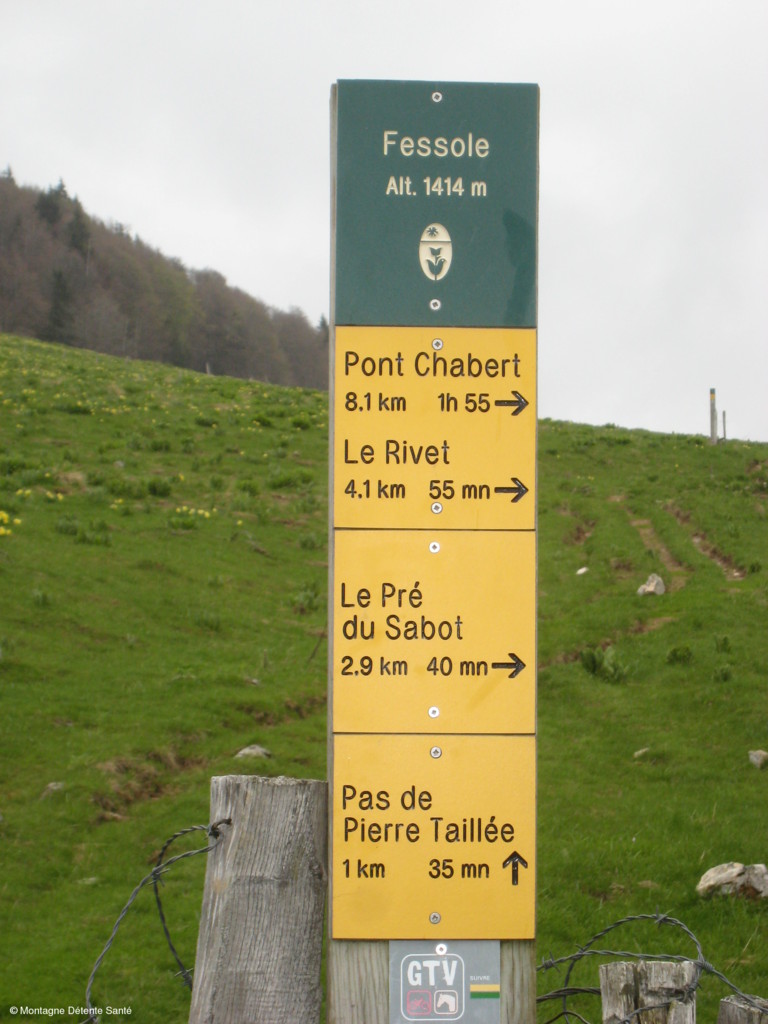 Fessole
Alt. 1414 m
Pont Chabert
8.1 km 1h 55
Le Rivet
4.1 km 55 mn
Le Pré
du Sabot
2.9 km 40 mn
Pas de
Pierre Taillée
1 km 35 mn
GTV
SUIVRE
© Montagne Détente Santé